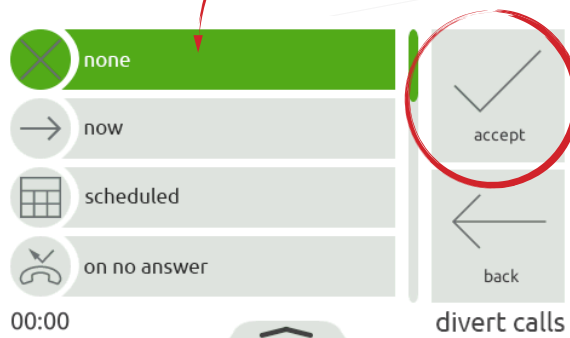 none
now
scheduled
on no answer
accept
back
00:00
divert calls